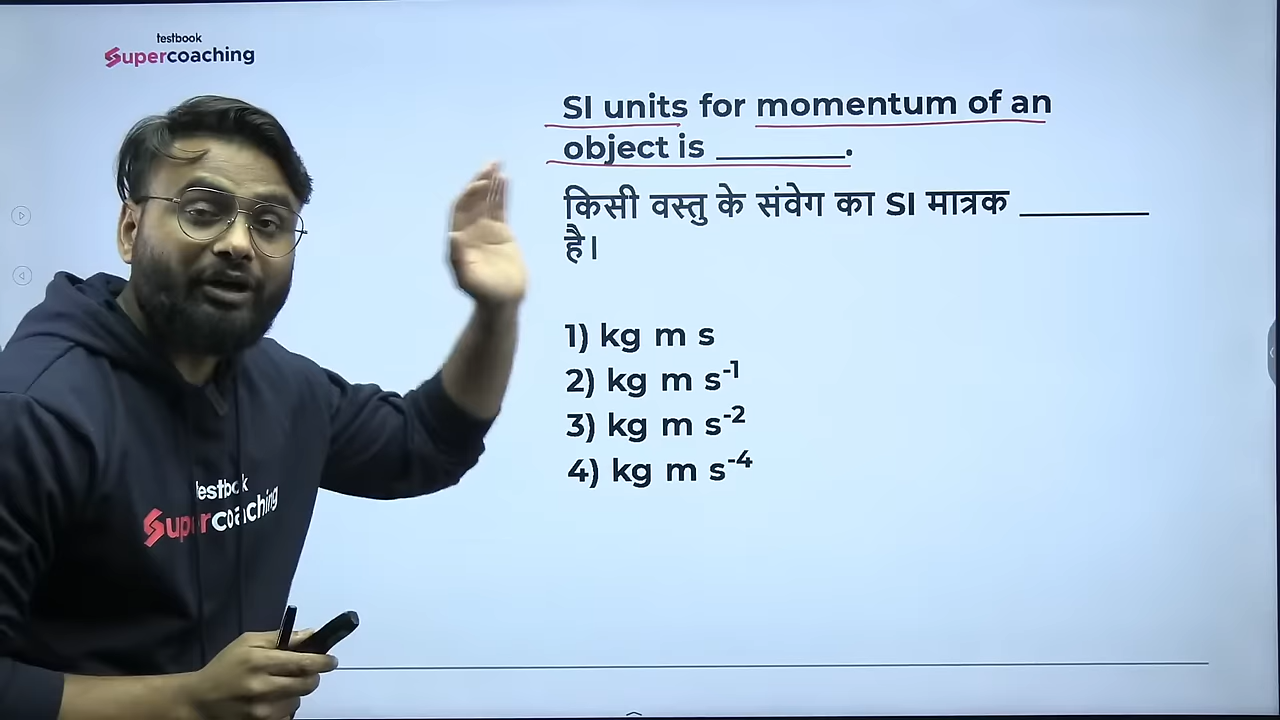 testbook
Supercoaching
SI units for momentum of an
object is ________.
किसी वस्तु के संवेग का SI मात्रक ________
है।
1) kg m s
2) kg m s⁻¹
3) kg m s⁻²
4) kg m s⁻⁴
testbook
Supercoaching